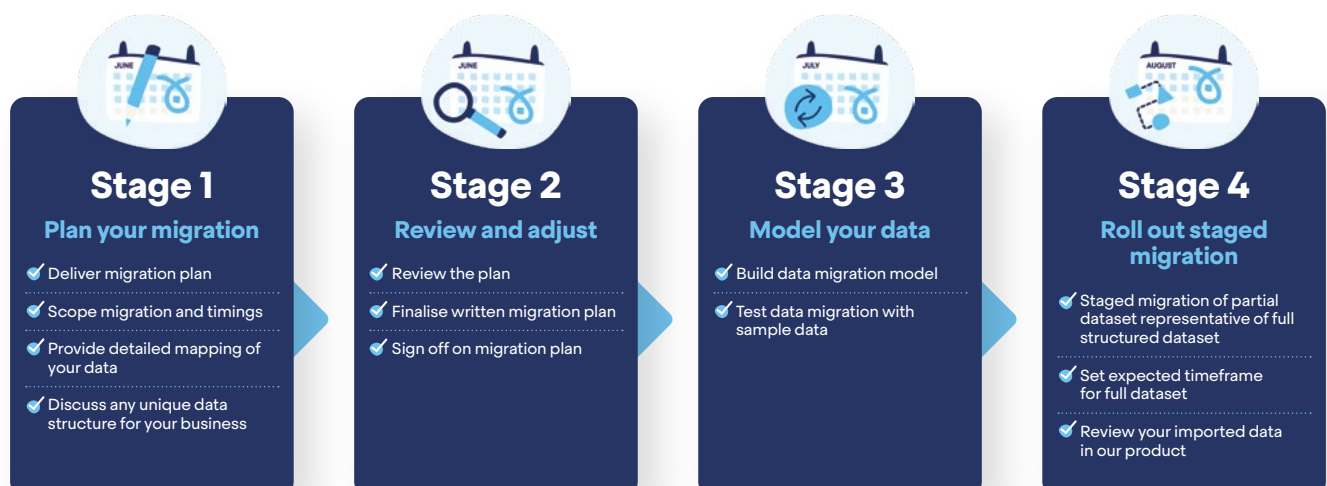 JUNE
Stage 1
Plan your migration
Deliver migration plan
Scope migration and timings
Provide detailed mapping of
your data
Discuss any unique data
structure for your business
JUNE
Stage 2
Review and adjust
Review the plan
Finalise written migration plan
Sign off on migration plan
JULY
Stage 3
Model your data
Build data migration model
Test data migration with
sample data
AUGUST
Stage 4
Roll out staged
migration
Staged migration of partial
dataset representative of full
structured dataset
Set expected timeframe
for full dataset
Review your imported data
in our product